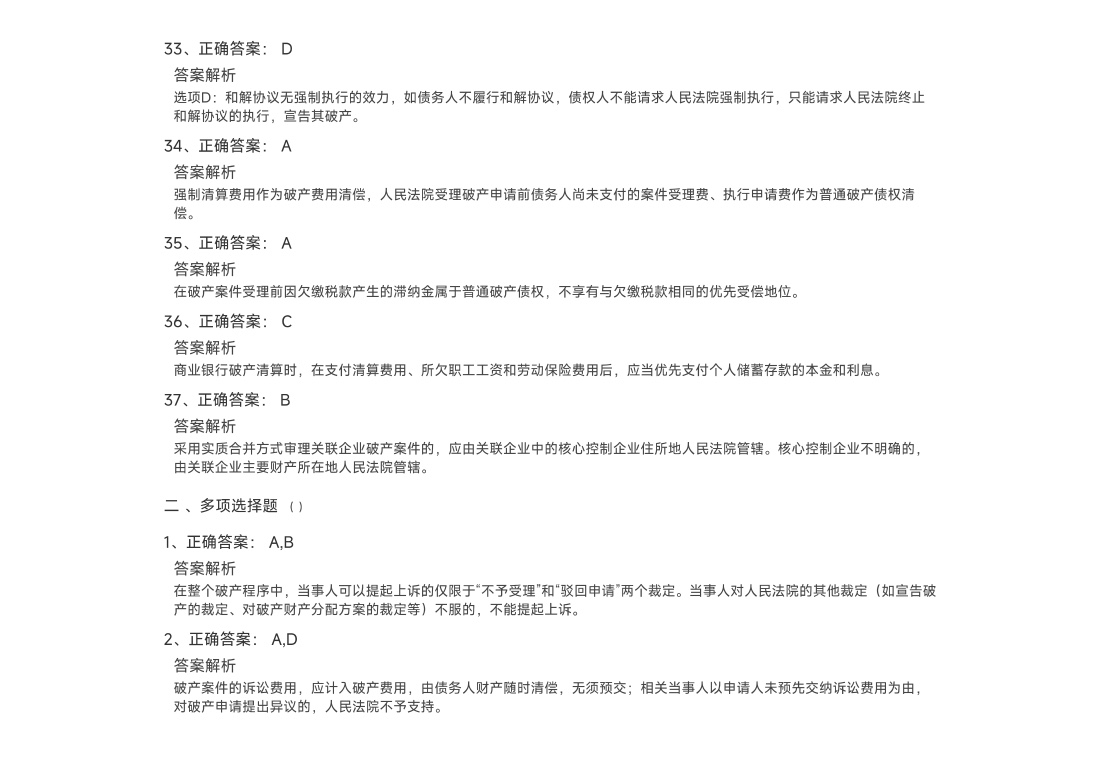 33、正确答案： D
答案解析
选项D：和解协议无强制执行的效力，如债务人不履行和解协议，债权人不能请求人民法院强制执行，只能请求人民法院终止
和解协议的执行，宣告其破产。
34、正确答案： A
答案解析
强制清算费用作为破产费用清偿，人民法院受理破产申请前债务人尚未支付的案件受理费、执行申请费作为普通破产债权清
偿。
35、正确答案： A
答案解析
在破产案件受理前因欠缴税款产生的滞纳金属于普通破产债权，不享有与欠缴税款相同的优先受偿地位。
36、正确答案： C
答案解析
商业银行破产清算时，在支付清算费用、所欠职工工资和劳动保险费用后，应当优先支付个人储蓄存款的本金和利息。
37、正确答案： B
答案解析
采用实质合并方式审理关联企业破产案件的，应由关联企业中的核心控制企业住所地人民法院管辖。核心控制企业不明确的，
由关联企业主要财产所在地人民法院管辖。
二 、多项选择题 （ ）
1、正确答案： A,B
答案解析
在整个破产程序中，当事人可以提起上诉的仅限于“不予受理”和“驳回申请”两个裁定。当事人对人民法院的其他裁定（如宣告破
产的裁定、对破产财产分配方案的裁定等）不服的，不能提起上诉。
2、正确答案： A,D
答案解析
破产案件的诉讼费用，应计入破产费用，由债务人财产随时清偿，无须预交；相关当事人以申请人未预先交纳诉讼费用为由，
对破产申请提出异议的，人民法院不予支持。